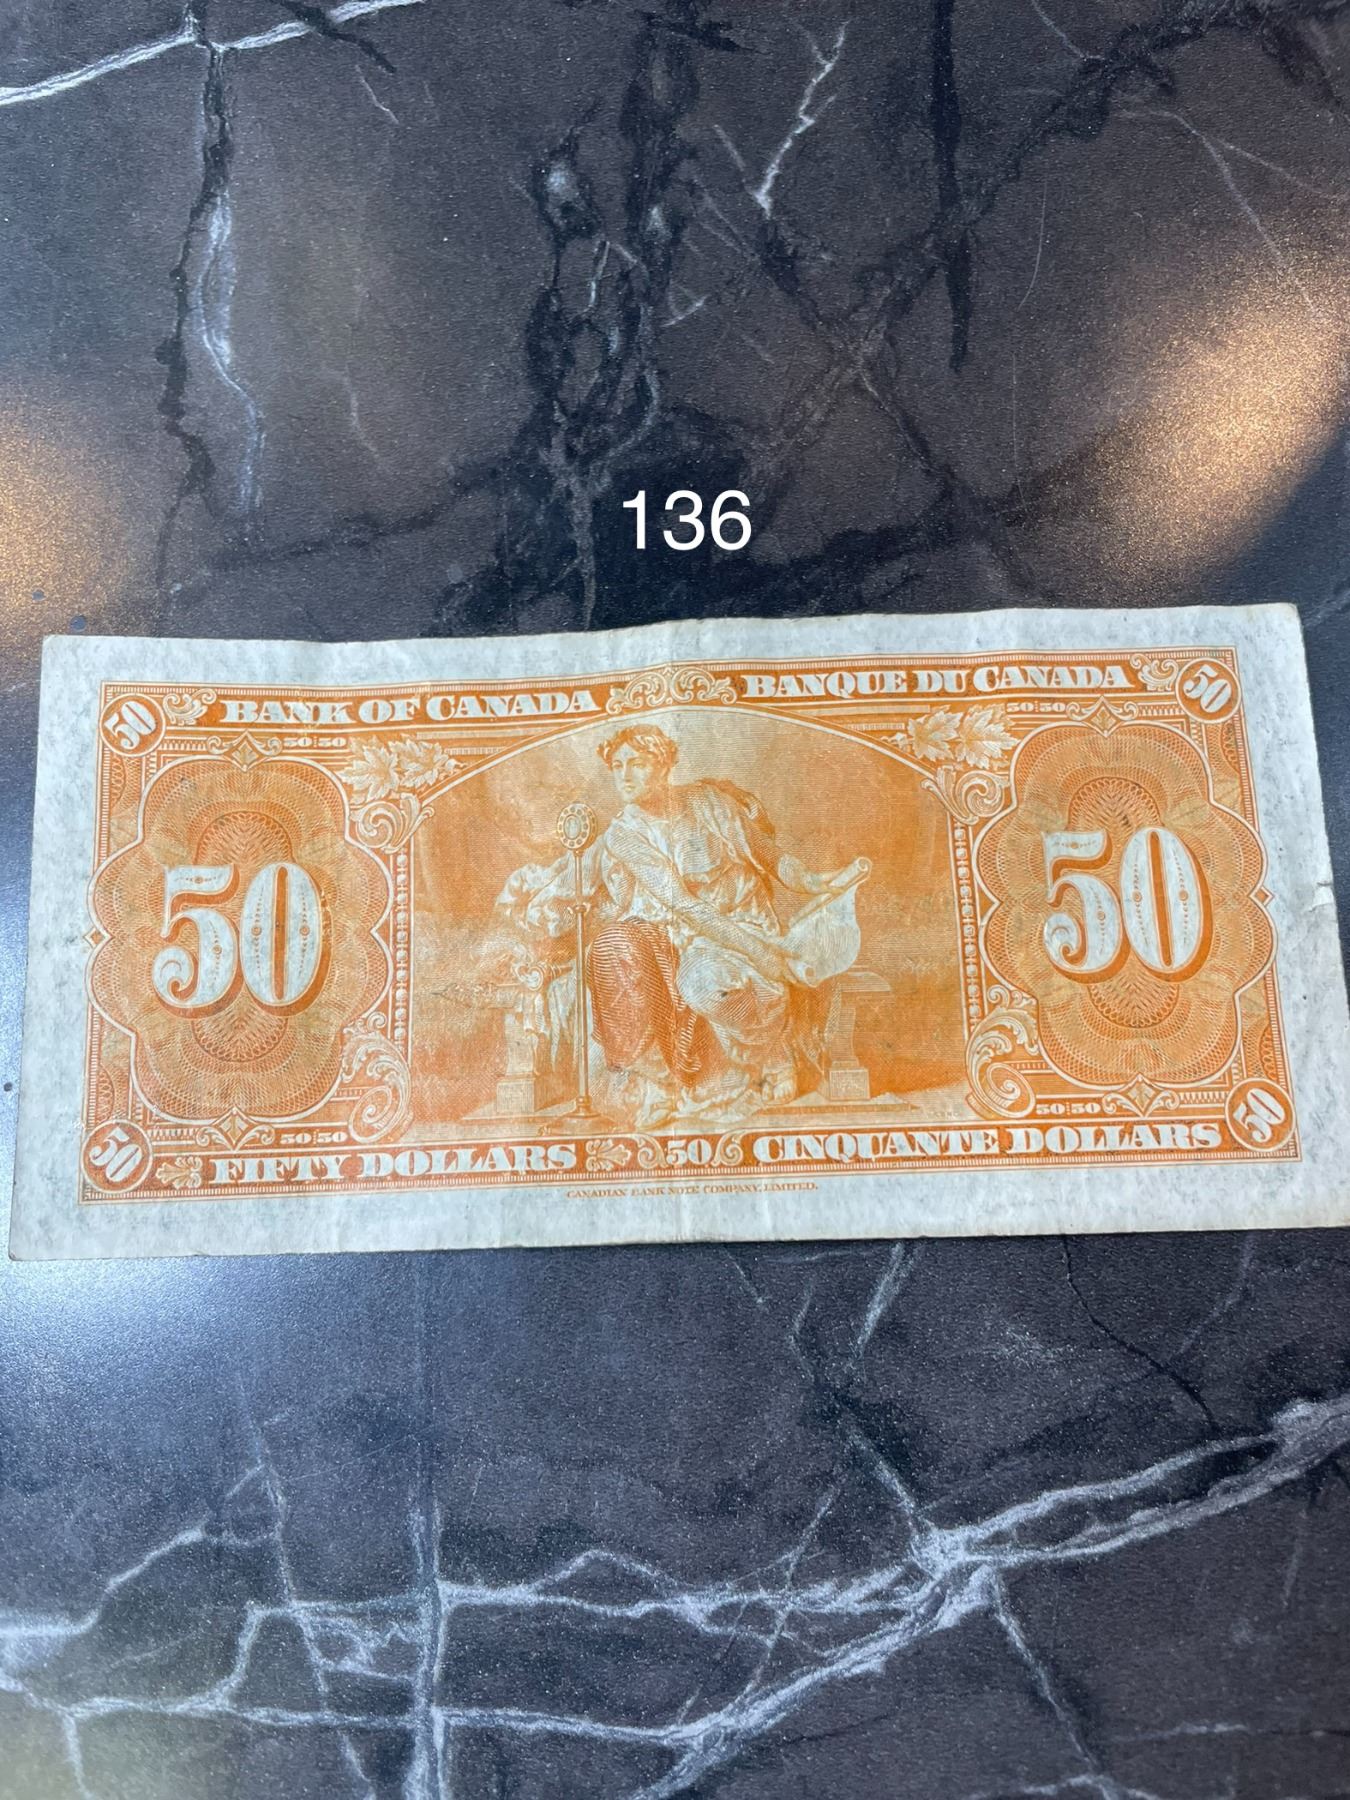 136
50 BANK OF CANADA BANQUE DU CANADA 50
50 50 50 50
50 50
50 50 50 50
50 FIFTY DOLLARS 50 CINQUANTE DOLLARS 50
CANADIAN BANK NOTE COMPANY, LIMITED.